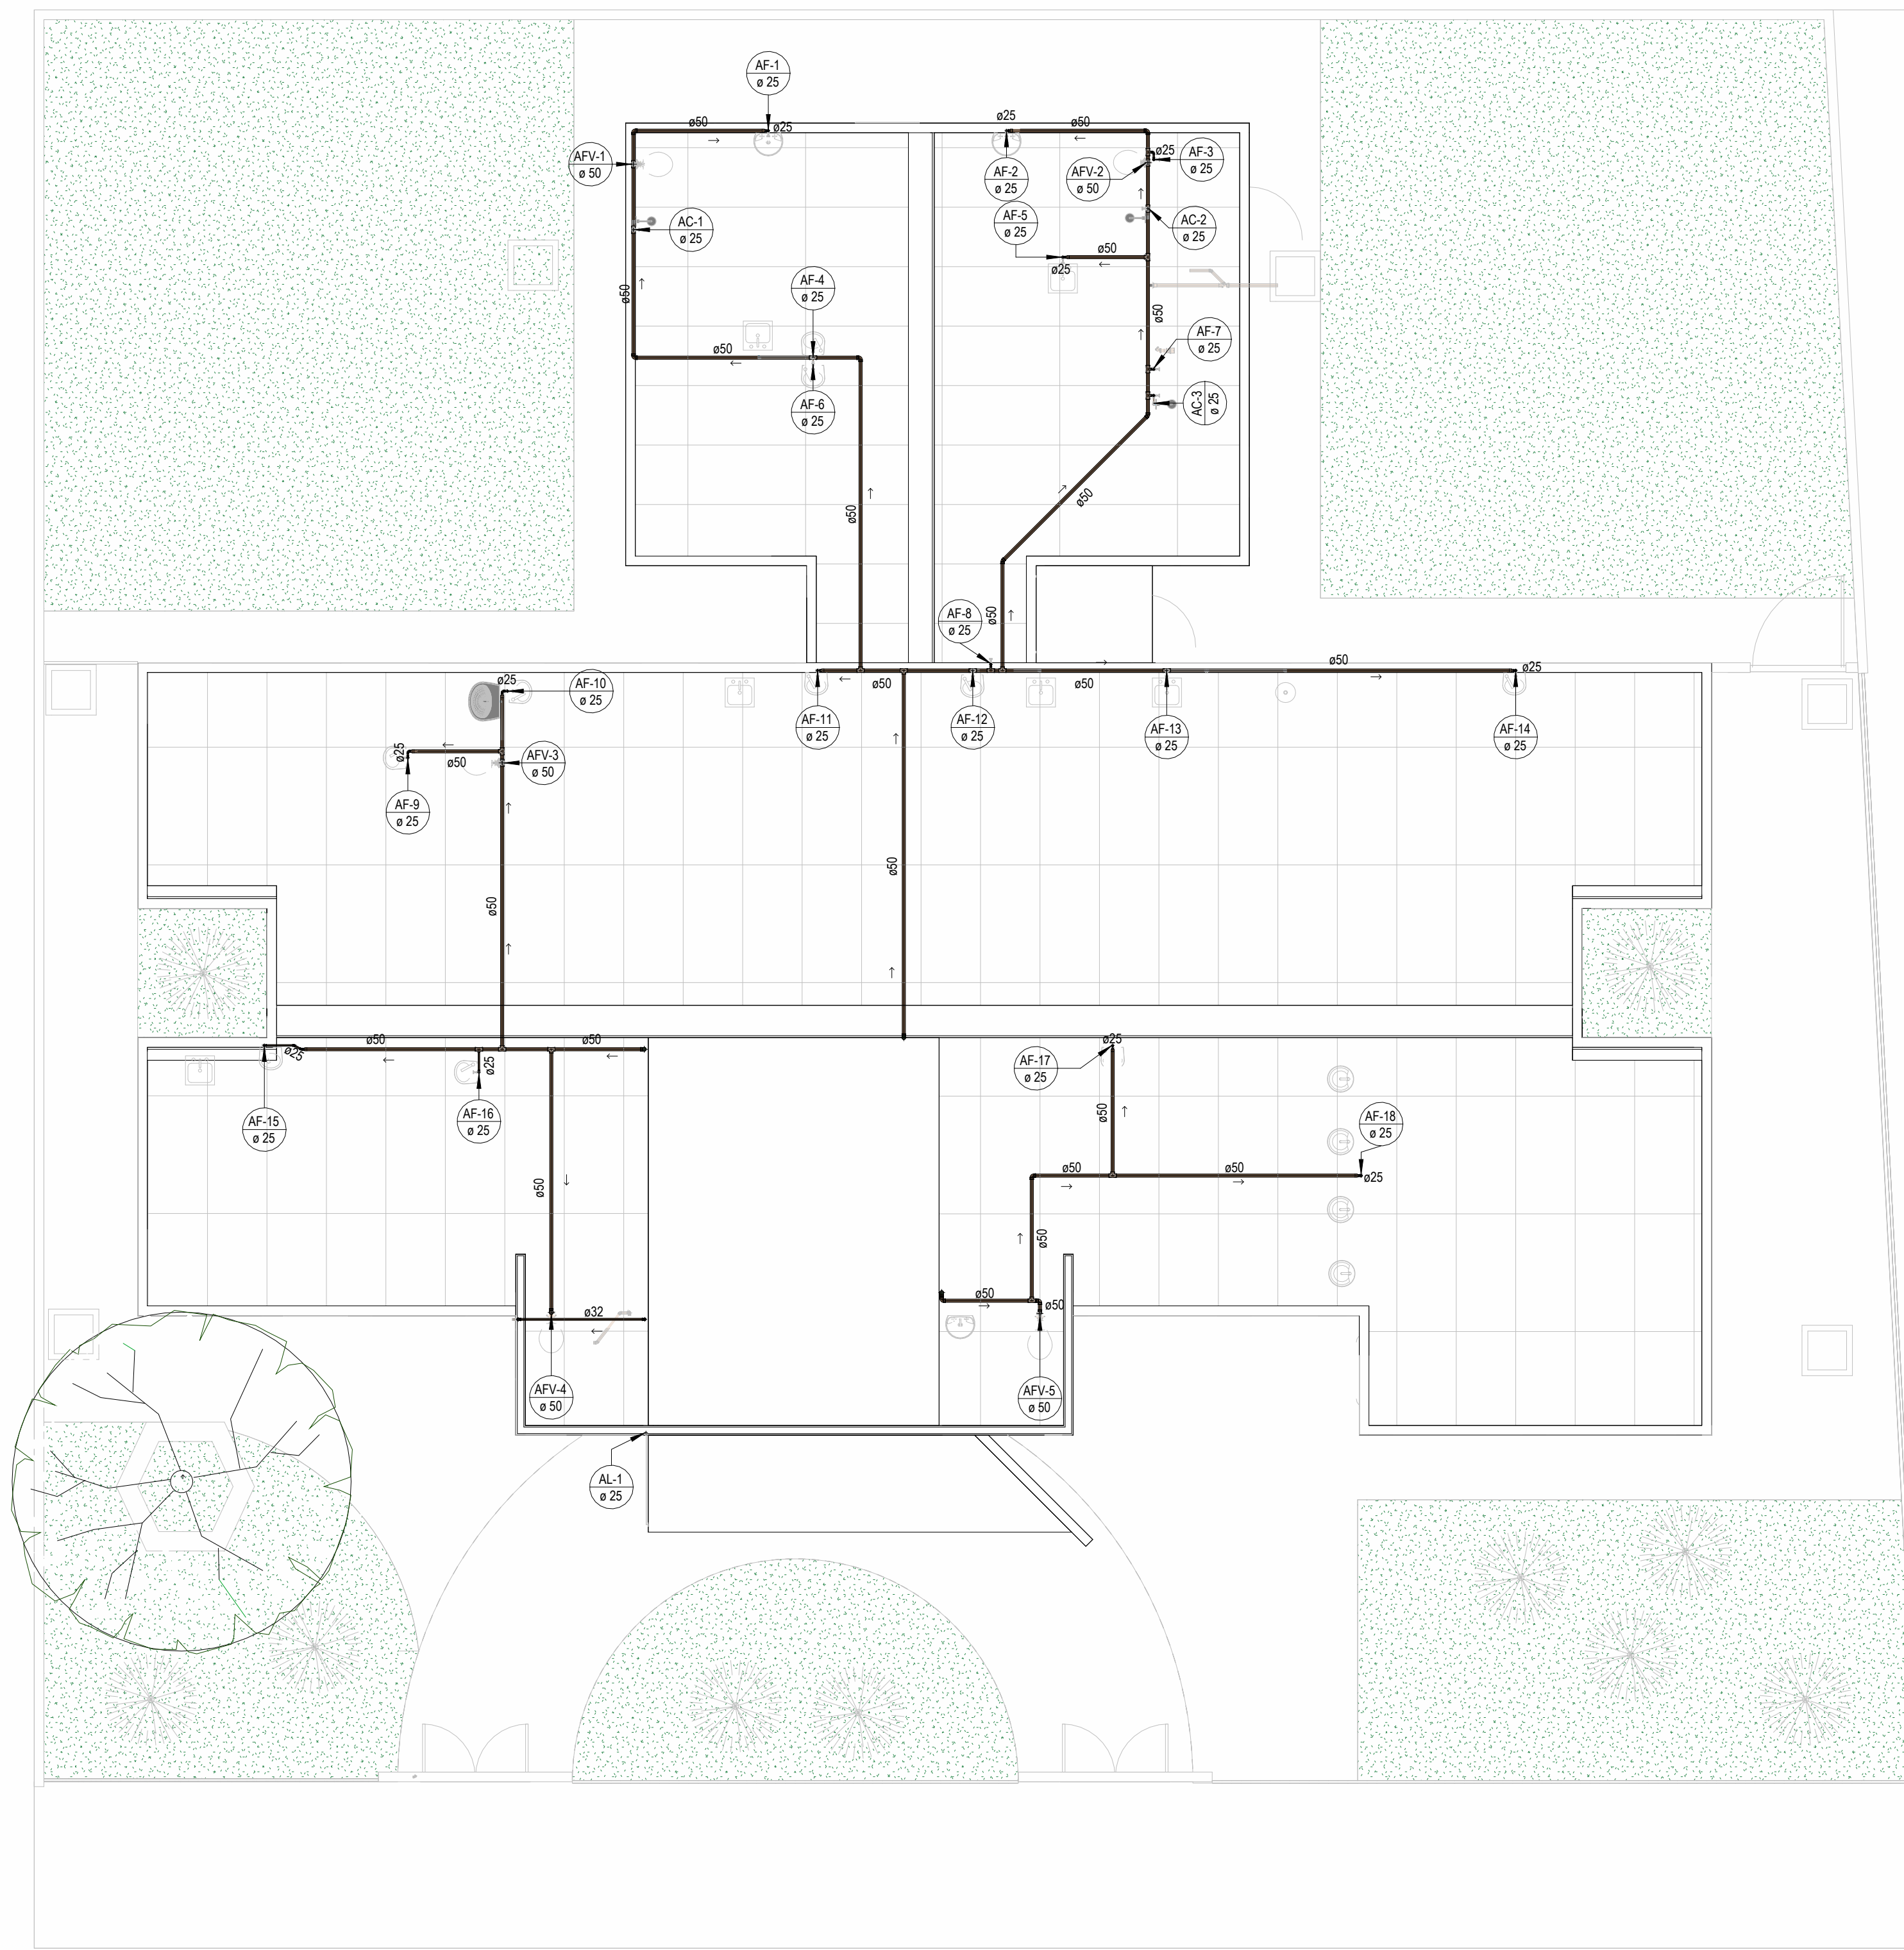 AF-1
ø 25
ø50
ø25
ø25
ø50
AFV-1
ø 50
AF-2
ø 25
AFV-2
ø 50
ø25
AF-3
ø 25
AC-1
ø 25
AF-5
ø 25
AC-2
ø 25
ø50
ø25
ø50
AF-4
ø 25
ø50
AF-7
ø 25
ø50
AF-6
ø 25
AC-3
ø 25
ø50
ø50
AF-8
ø 25
ø50
ø50
ø25
ø25
AF-10
ø 25
ø50
ø50
AF-11
ø 25
AF-12
ø 25
AF-13
ø 25
AF-14
ø 25
ø25
ø50
AFV-3
ø 50
AF-9
ø 25
ø50
ø50
ø50
ø50
ø25
ø25
ø25
AF-17
ø 25
AF-15
ø 25
AF-16
ø 25
ø50
AF-18
ø 25
ø50
ø50
ø50
ø25
ø50
ø50
ø50
ø32
AFV-4
ø 50
AFV-5
ø 50
AL-1
ø 25